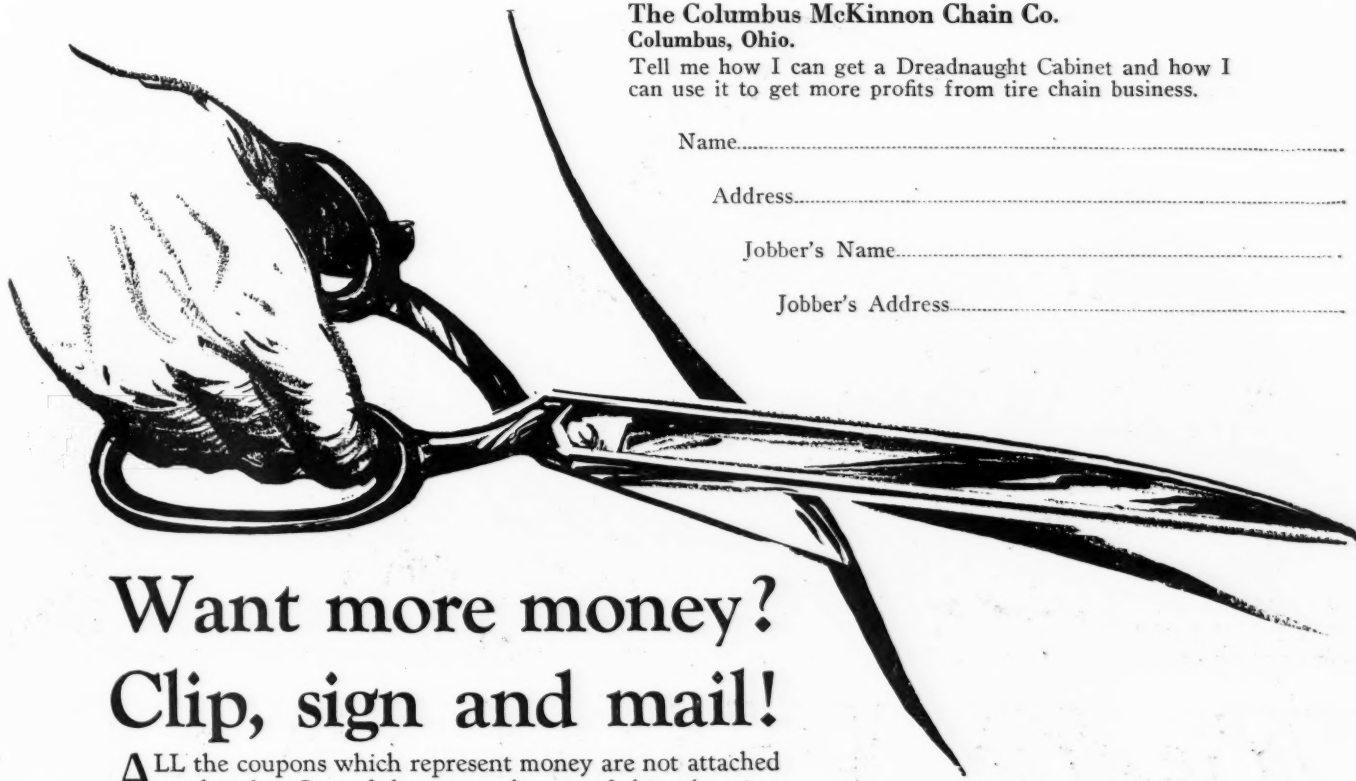 The Columbus McKinnon Chain Co.
Columbus, Ohio.
Tell me how I can get a Dreadnaught Cabinet and how I
can use it to get more profits from tire chain business.
Name
Address
Jobber's Name
Jobber's Address
Want more money?
Clip, sign and mail!
ALL the coupons which represent money are not attached